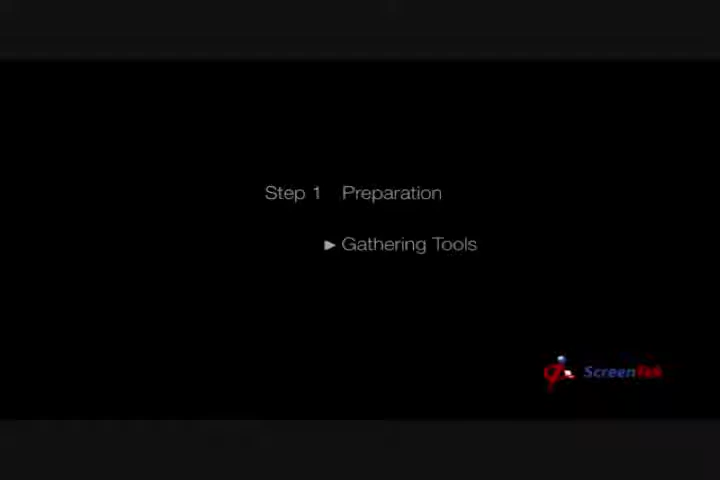 Step 1 Preparation
▶ Gathering Tools
ScreenTek